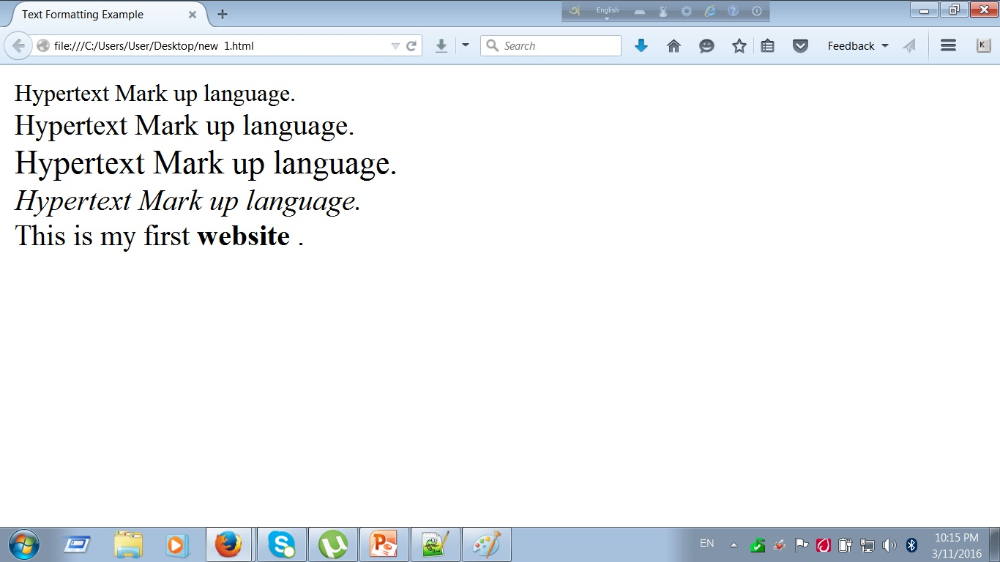 Text Formatting Example
English
file:///C:/Users/User/Desktop/new 1.html
Search
Feedback
K
Hypertext Mark up language.
Hypertext Mark up language.
Hypertext Mark up language.
Hypertext Mark up language.
This is my first website .
EN
10:15 PM
3/11/2016